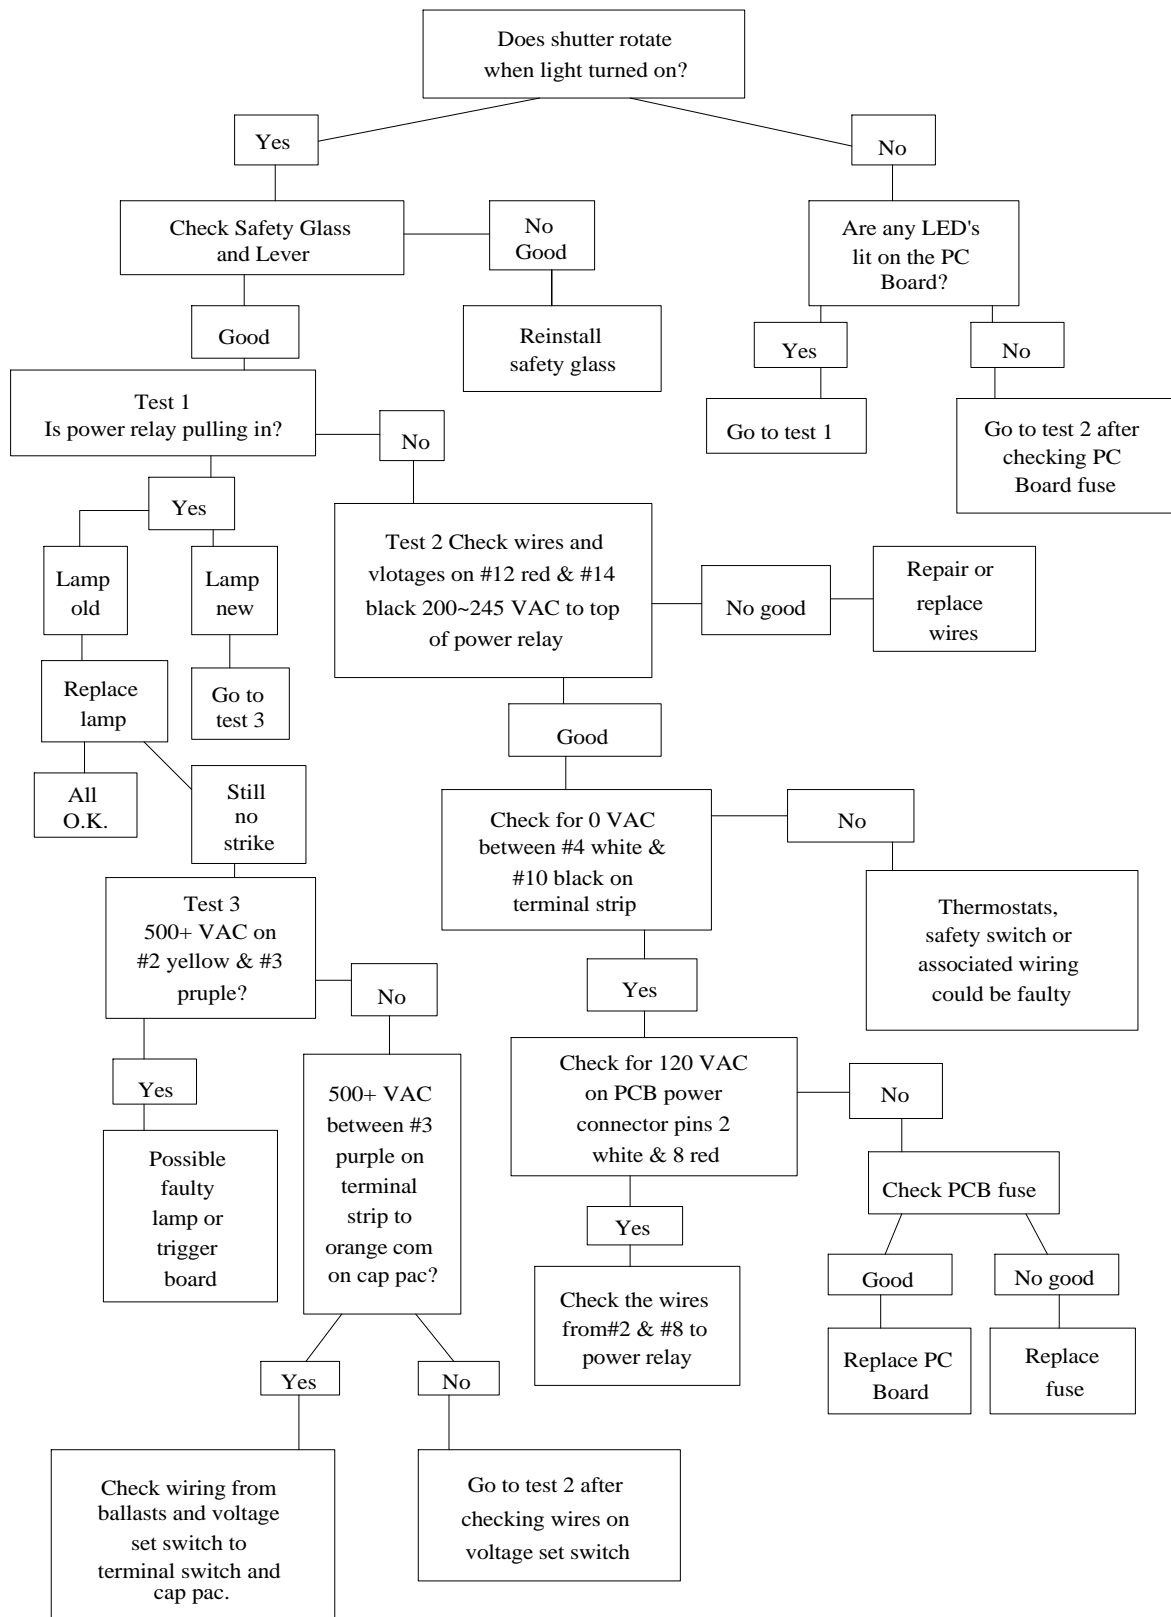 Does shutter rotate
when light turned on?
Yes
No
Check Safety Glass
and Lever
No
Good
Are any LED's
lit on the PC
Board?
Good
Reinstall
safety glass
Yes
No
Test 1
Is power relay pulling in?
No
Go to test 1
Go to test 2 after
checking PC
Board fuse
Yes
Lamp
old
Lamp
new
Test 2 Check wires and
vlotages on #12 red & #14
black 200~245 VAC to top
of power relay
No good
Repair or
replace
wires
Replace
lamp
Go to
test 3
Good
All
O.K.
Still
no
strike
Check for 0 VAC
between #4 white &
#10 black on
terminal strip
No
Test 3
500+ VAC on
#2 yellow & #3
pruple?
No
Yes
Thermostats,
safety switch or
associated wiring
could be faulty
Yes
500+ VAC
between #3
purple on
terminal
strip to
orange com
on cap pac?
Check for 120 VAC
on PCB power
connector pins 2
white & 8 red
No
Possible
faulty
lamp or
trigger
board
Check PCB fuse
Yes
Good
No good
Check the wires
from#2 & #8 to
power relay
Replace PC
Board
Replace
fuse
Yes
No
Check wiring from
ballasts and voltage
set switch to
terminal switch and
cap pac.
Go to test 2 after
checking wires on
voltage set switch